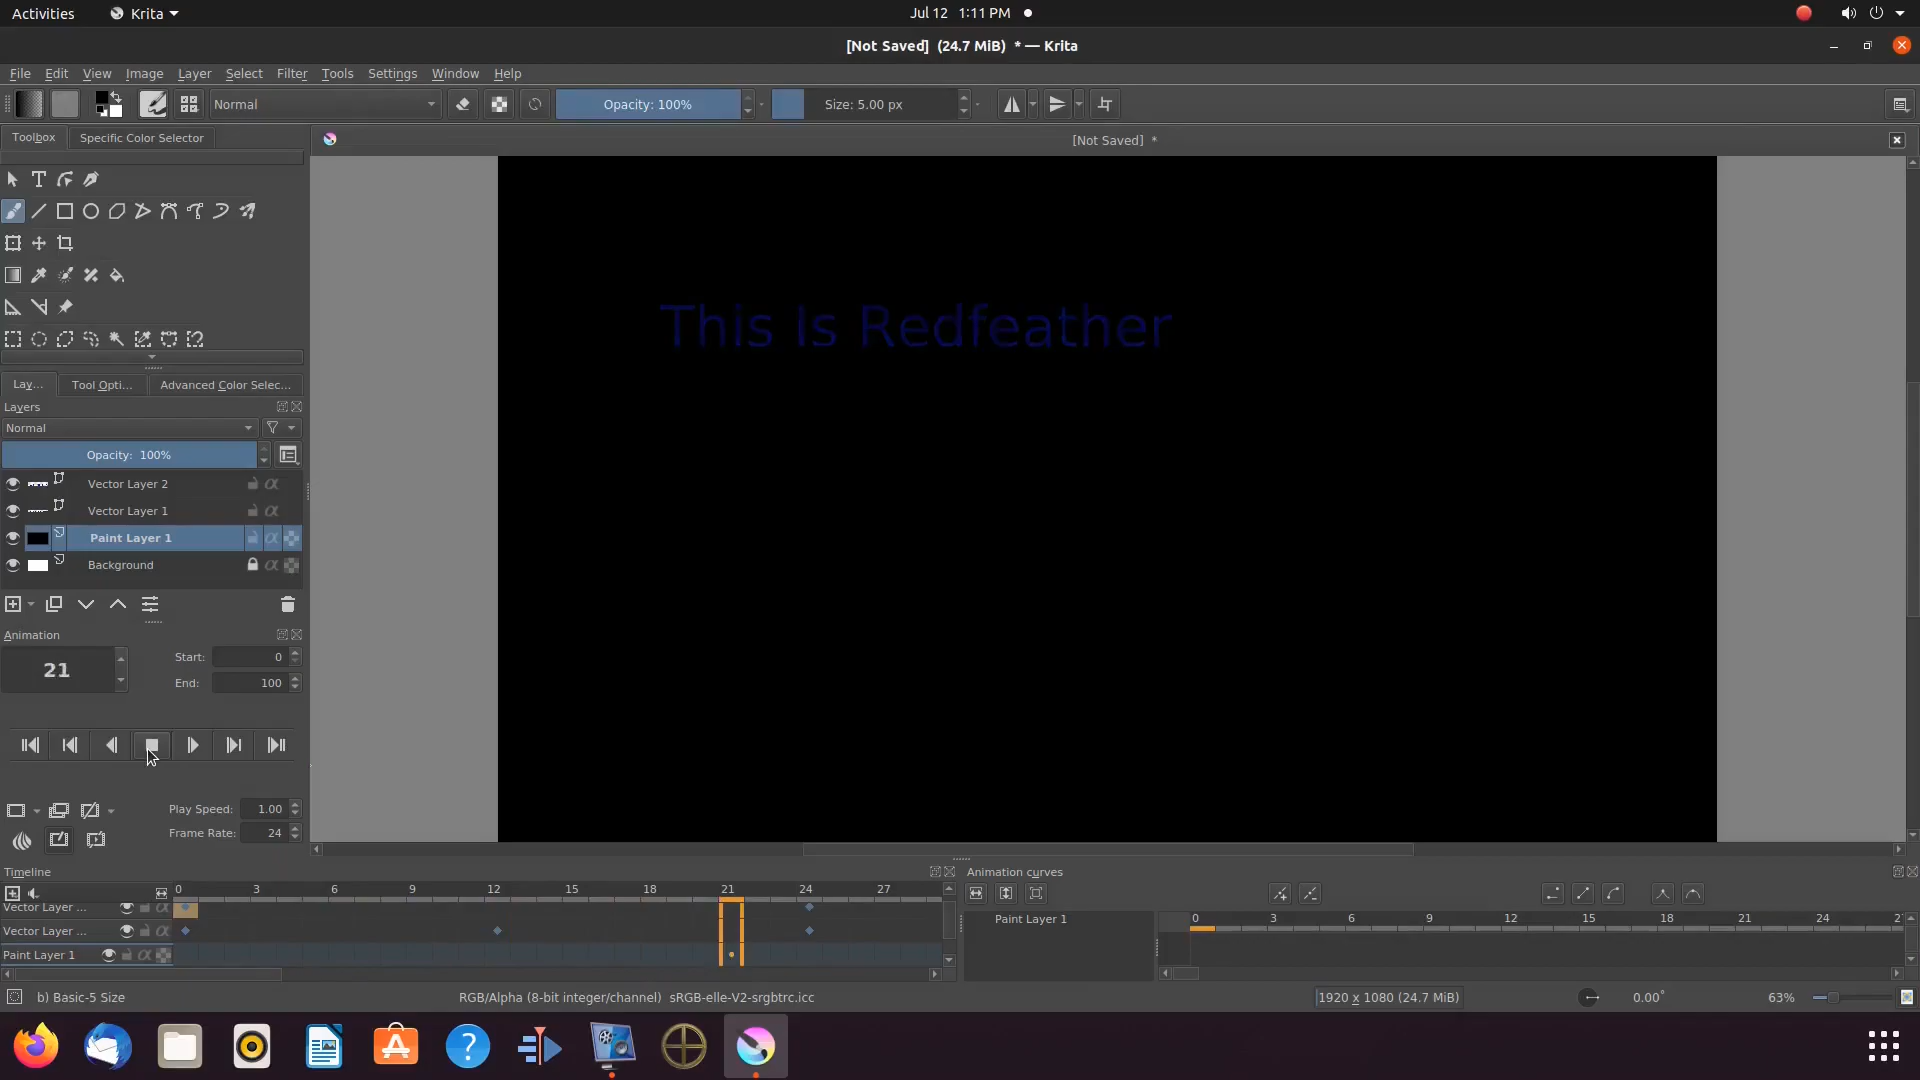 Activities Krita Jul 12 1:11 PM
[Not Saved] (24.7 MiB) * — Krita
File Edit View Image Layer Select Filter Tools Settings Window Help
Normal Opacity: 100% Size: 5.00 px
Toolbox Specific Color Selector [Not Saved] *
This Is Redfeather
Lay... Tool Opti... Advanced Color Selec...
Layers
Normal
Opacity: 100%
Vector Layer 2
Vector Layer 1
Paint Layer 1
Background
Animation
21 Start: 0
End: 100
Play Speed: 1.00
Frame Rate: 24
Timeline Animation curves
0 3 6 9 12 15 18 21 24 27
Vector Layer ...
Vector Layer ...
Paint Layer 1
Paint Layer 1 0 3 6 9 12 15 18 21 24
b) Basic-5 Size RGB/Alpha (8-bit integer/channel) sRGB-elle-V2-srgbtrc.icc 1920 x 1080 (24.7 MiB) 0.00° 63%